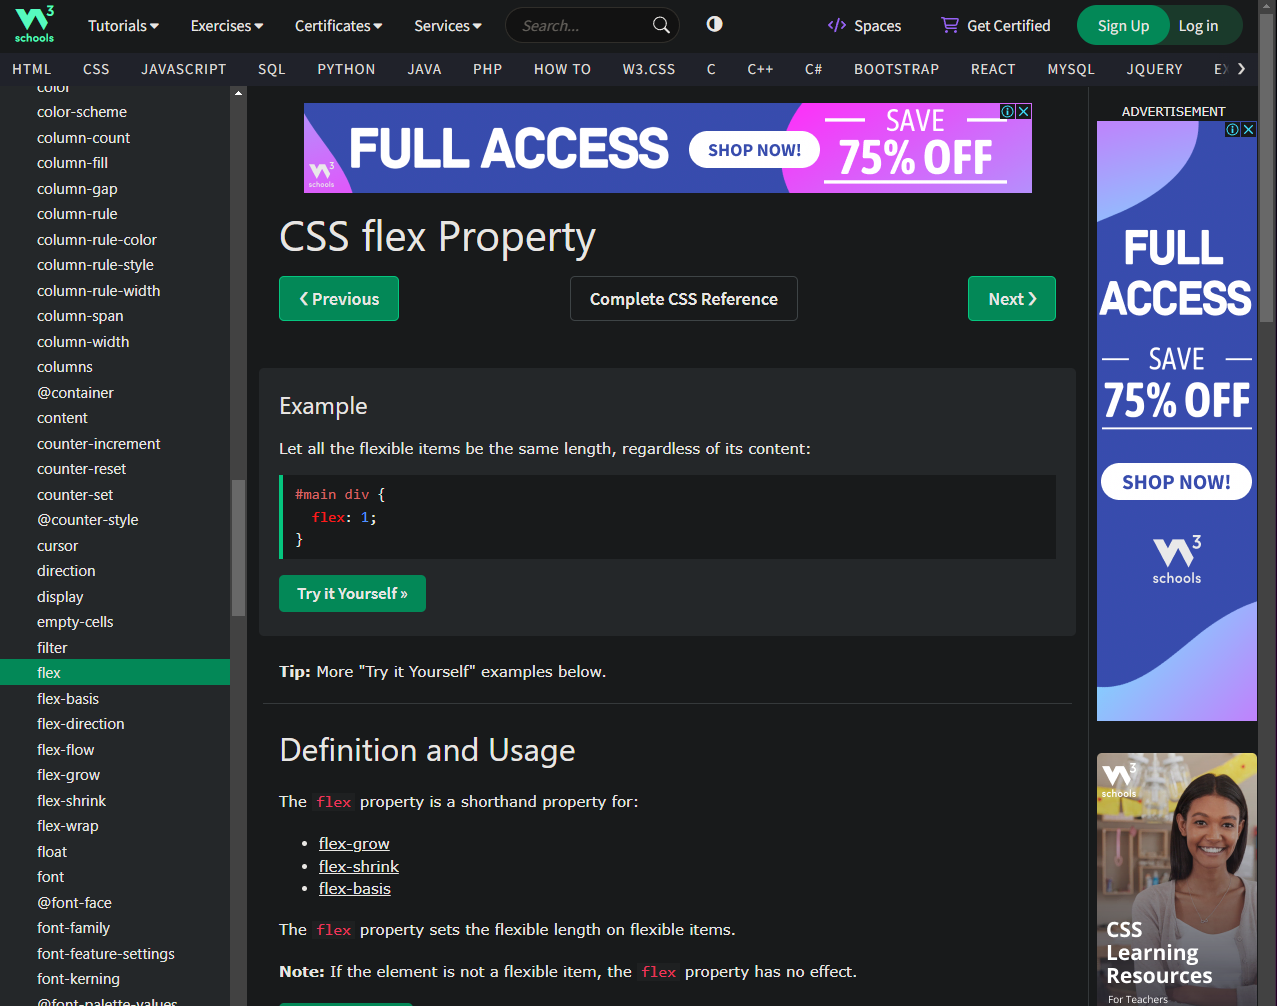 W3 schools
Tutorials
Exercises
Certificates
Services
Search...
Spaces
Get Certified
Sign Up
Log in
HTML
CSS
JAVASCRIPT
SQL
PYTHON
JAVA
PHP
HOW TO
W3.CSS
C
C++
C#
BOOTSTRAP
REACT
MYSQL
JQUERY
EX
color
color-scheme
column-count
column-fill
column-gap
column-rule
column-rule-color
column-rule-style
column-rule-width
column-span
column-width
columns
@container
content
counter-increment
counter-reset
counter-set
@counter-style
cursor
direction
display
empty-cells
filter
flex
flex-basis
flex-direction
flex-flow
flex-grow
flex-shrink
flex-wrap
float
font
@font-face
font-family
font-feature-settings
font-kerning
@font-palette-values
W3 schools
FULL ACCESS
SHOP NOW!
SAVE
75% OFF
CSS flex Property
❮ Previous
Complete CSS Reference
Next ❯
Example
Let all the flexible items be the same length, regardless of its content:
#main div {
  flex: 1;
}
Try it Yourself »
Tip: More "Try it Yourself" examples below.
Definition and Usage
The flex property is a shorthand property for:
• flex-grow
• flex-shrink
• flex-basis
The flex property sets the flexible length on flexible items.
Note: If the element is not a flexible item, the flex property has no effect.
ADVERTISEMENT
FULL
ACCESS
SAVE
75% OFF
SHOP NOW!
W3 schools
W3 schools
CSS
Learning
Resources
For Teachers